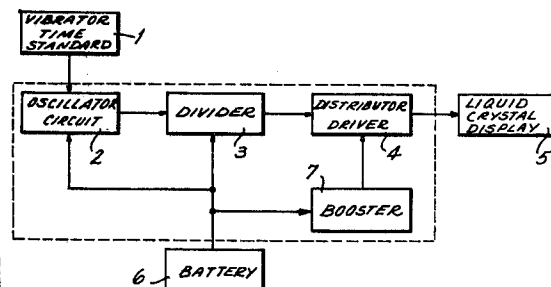 VIBRATOR
TIME
STANDARD
1
OSCILLATOR
CIRCUIT
2
DIVIDER
3
DISTRIBUTOR
DRIVER
4
LIQUID
CRYSTAL
DISPLAY
5
7
BOOSTER
6
BATTERY